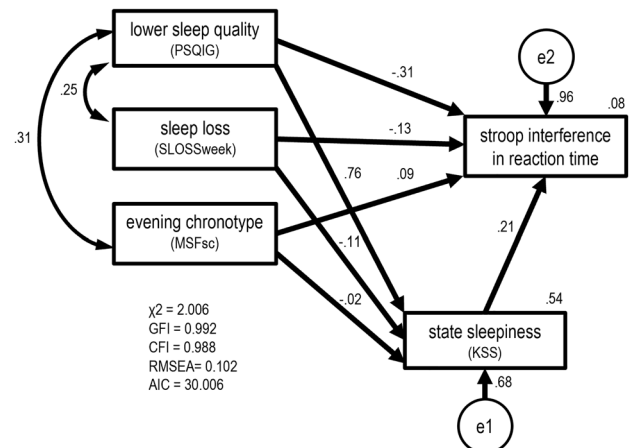 lower sleep quality
(PSQIG)
e2
-.31
.25
.96
.08
sleep loss
(SLOSSweek)
-.13
stroop interference
in reaction time
.31
.76
.09
evening chronotype
(MSFsc)
-.11
.21
-.02
.54
χ2 = 2.006
GFI = 0.992
CFI = 0.988
RMSEA= 0.102
AIC = 30.006
state sleepiness
(KSS)
.68
e1